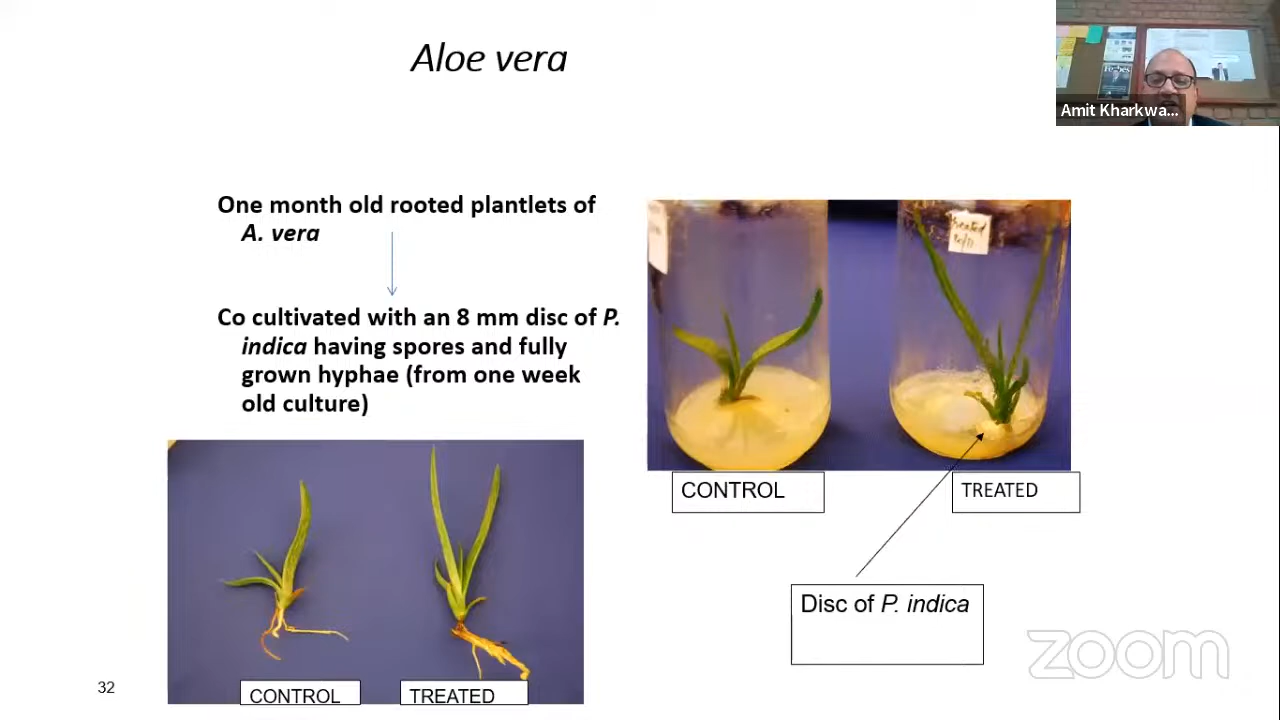 Aloe vera
Amit Kharkwa...
Forbes
One month old rooted plantlets of
A. vera
Co cultivated with an 8 mm disc of P.
indica having spores and fully
grown hyphae (from one week
old culture)
CONTROL
TREATED
Disc of P. indica
CONTROL
TREATED
32
zoom